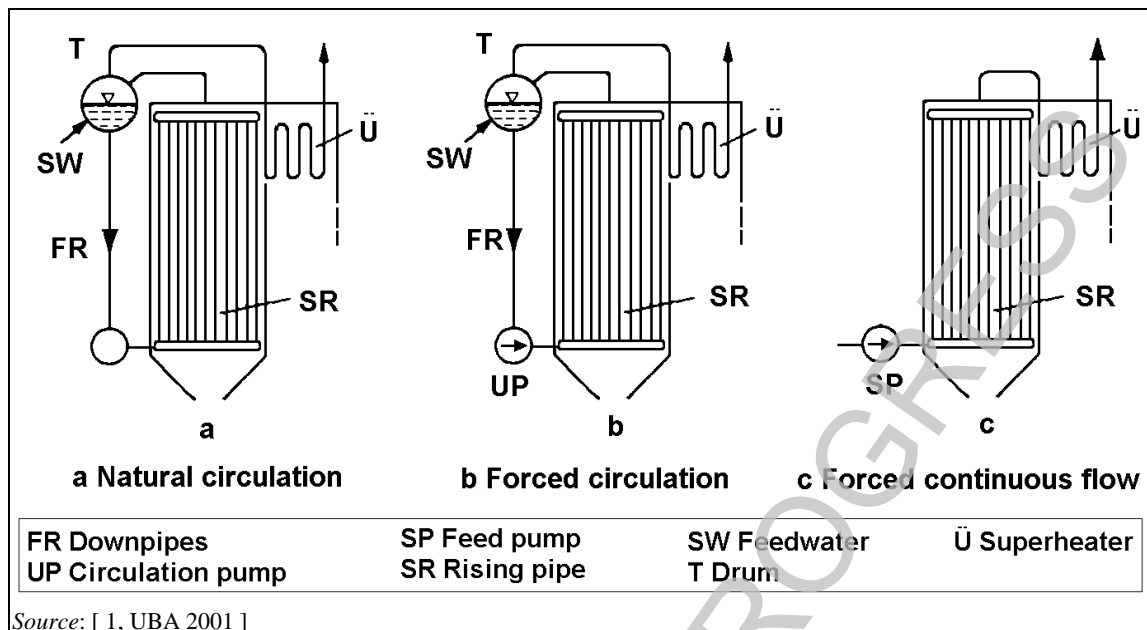 T
SW
Ü
FR
SR
a
a Natural circulation
T
SW
Ü
FR
SR
UP
b
b Forced circulation
Ü
SR
SP
c
c Forced continuous flow
FR Downpipes SP Feed pump SW Feedwater Ü Superheater
UP Circulation pump SR Rising pipe T Drum
Source: [ 1, UBA 2001 ]
ROGRESS